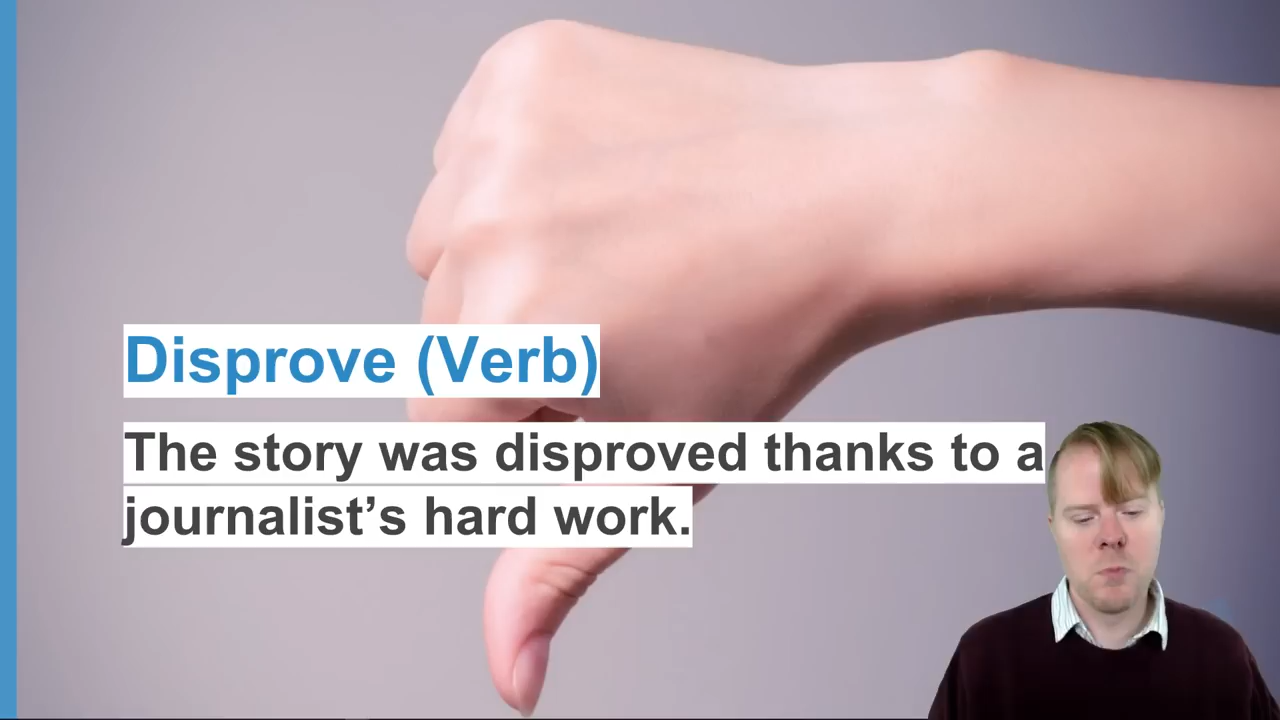 Disprove (Verb)
The story was disproved thanks to a
journalist’s hard work.